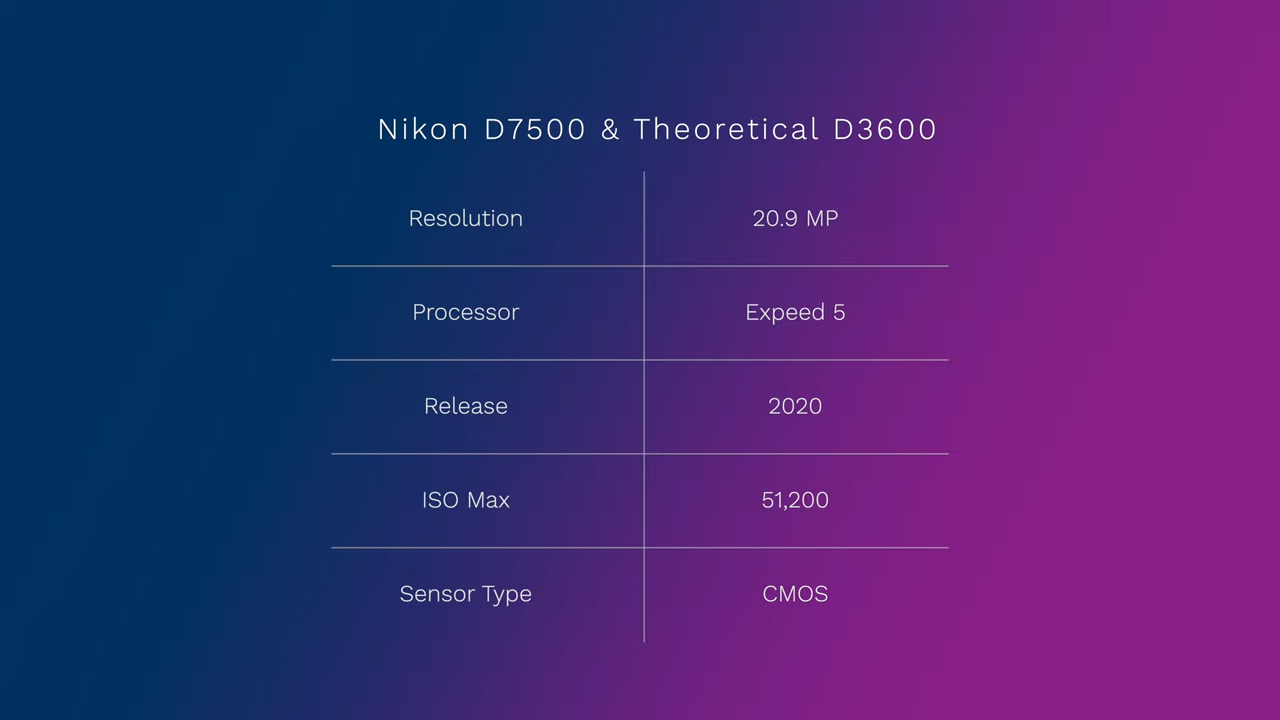 Nikon D7500 & Theoretical D3600
Resolution 20.9 MP
Processor Expeed 5
Release 2020
ISO Max 51,200
Sensor Type CMOS